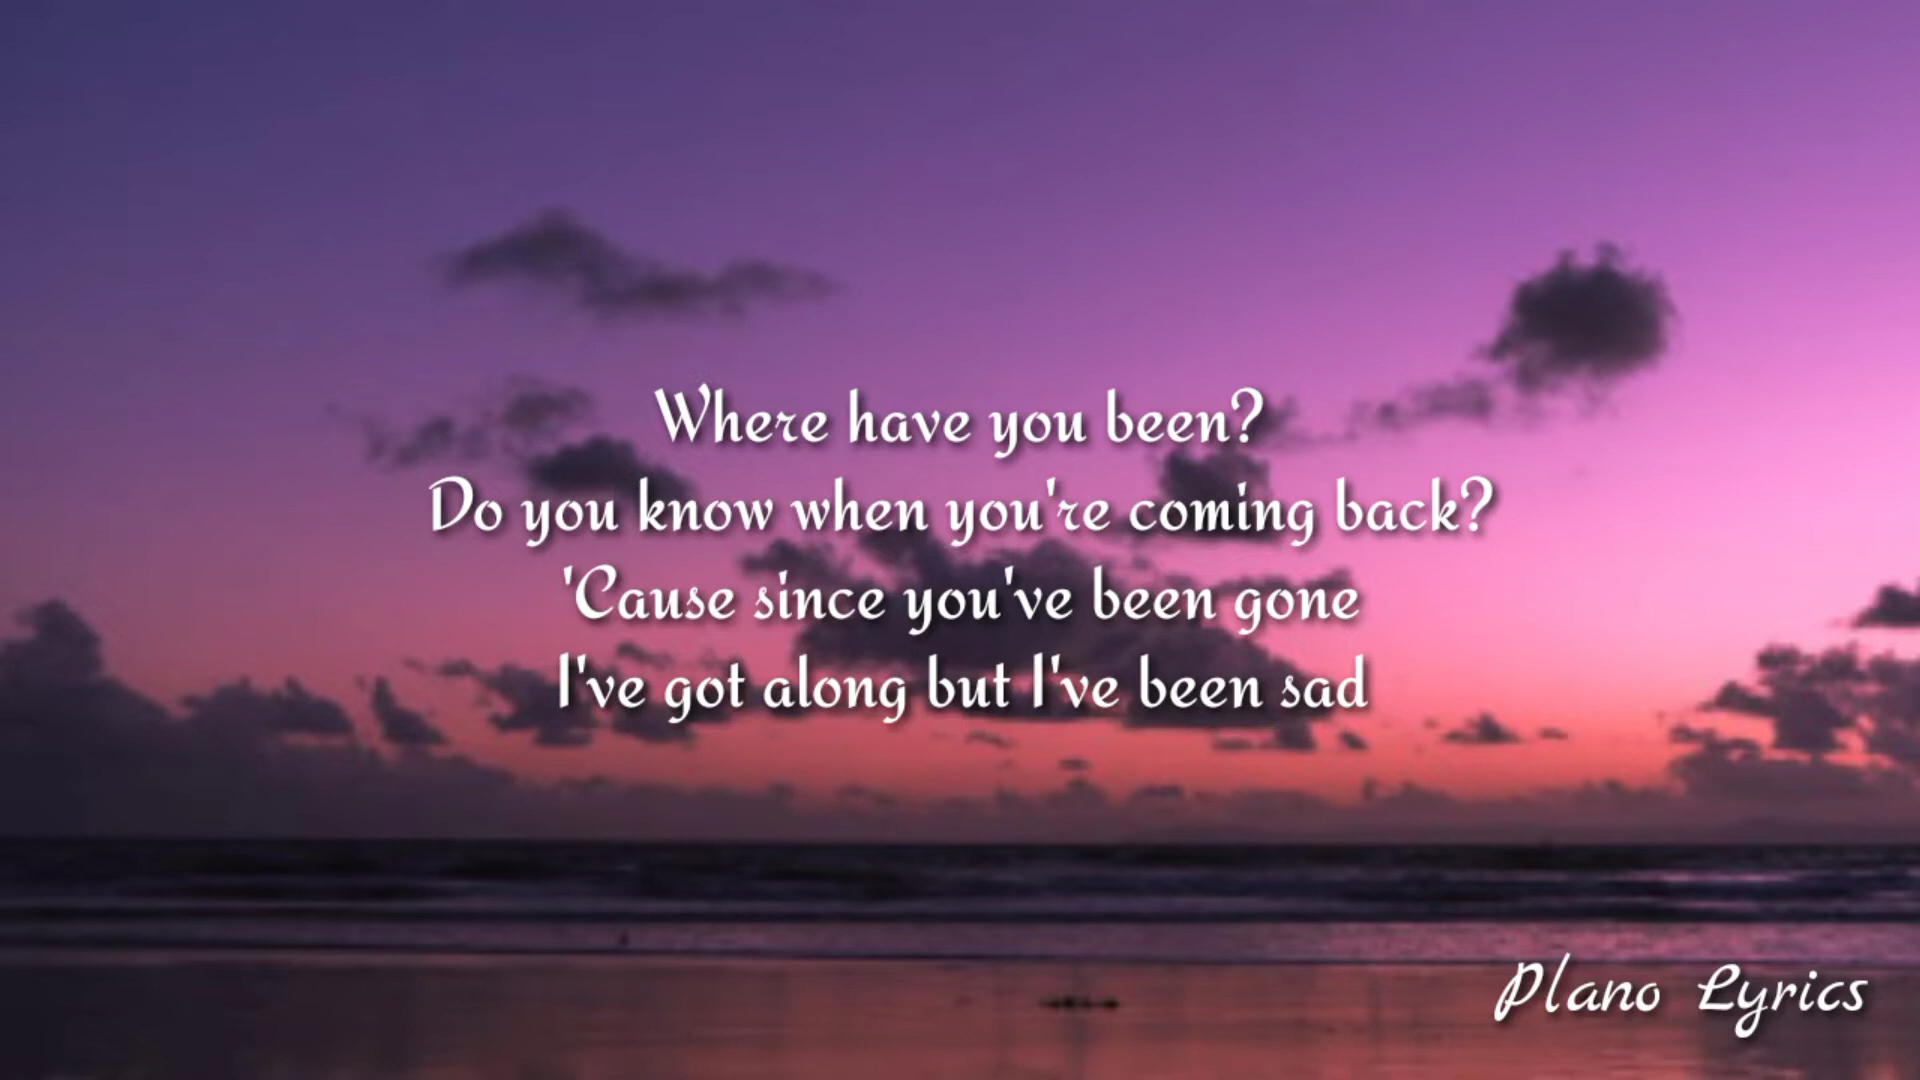 Where have you been?
Do you know when you're coming back?
'Cause since you've been gone
I've got along but I've been sad
Plano Lyrics